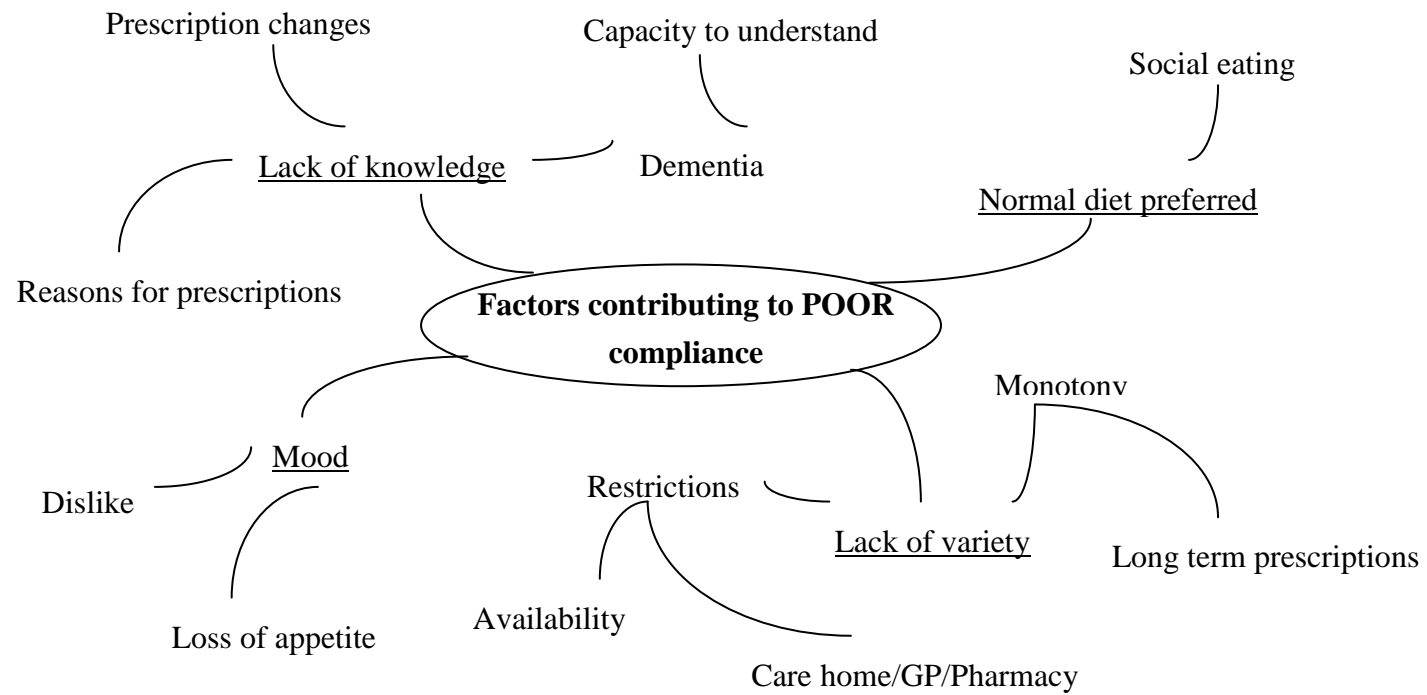 Prescription changes
Capacity to understand
Social eating
Lack of knowledge
Dementia
Normal diet preferred
Reasons for prescriptions
Factors contributing to POOR
compliance
Monotony
Mood
Dislike
Restrictions
Lack of variety
Long term prescriptions
Availability
Loss of appetite
Care home/GP/Pharmacy